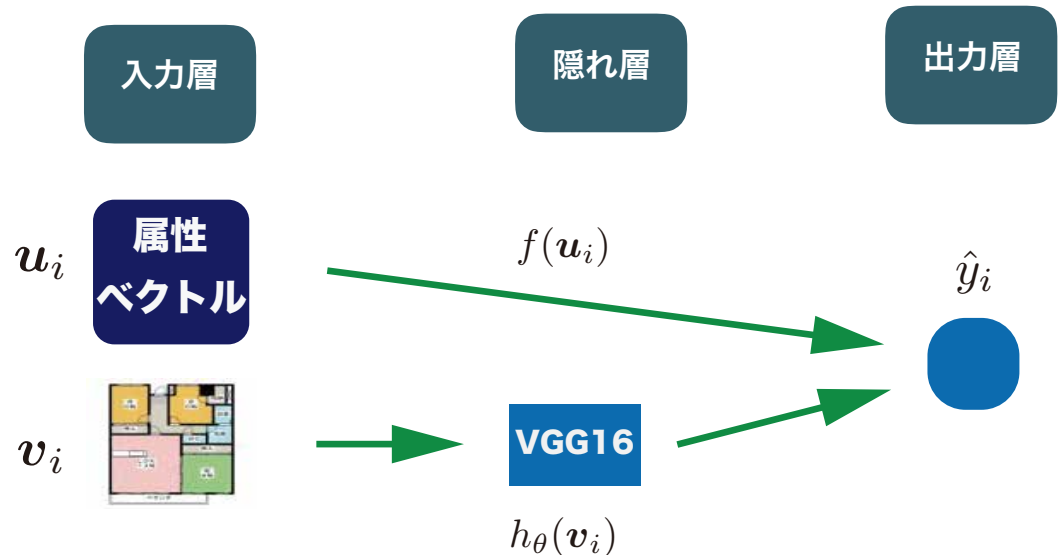 入力層
隠れ層
出力層
属性
ベクトル
u_i
f(u_i)
ŷ_i
v_i
VGG16
h_θ(v_i)